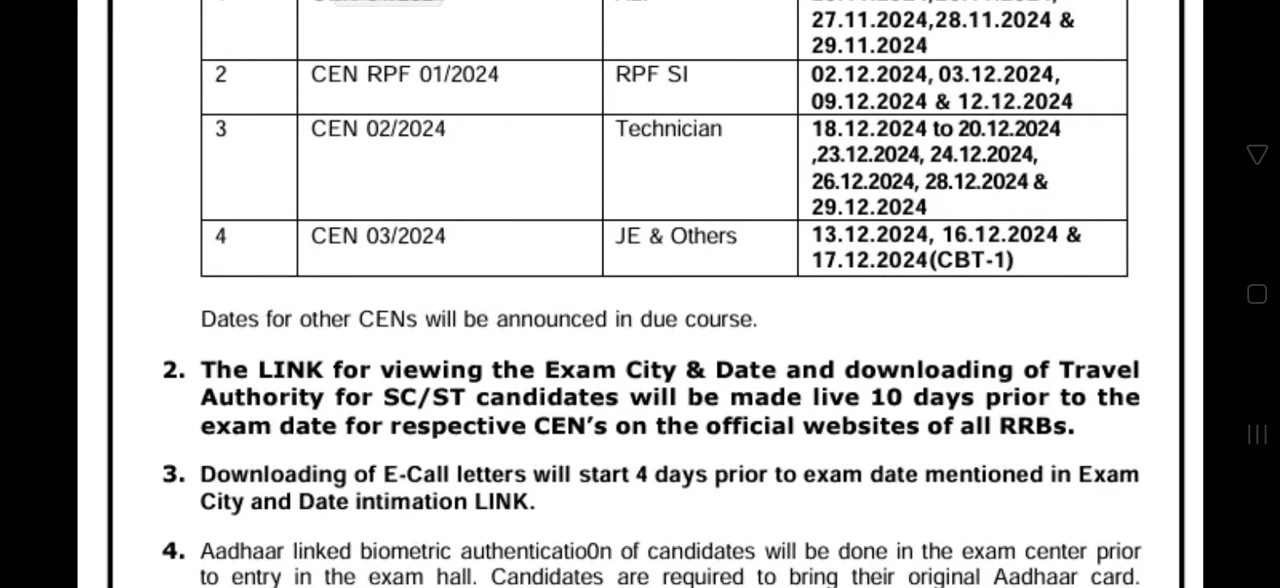 27.11.2024,28.11.2024 &
29.11.2024
2 CEN RPF 01/2024 RPF SI 02.12.2024, 03.12.2024,
09.12.2024 & 12.12.2024
3 CEN 02/2024 Technician 18.12.2024 to 20.12.2024
,23.12.2024, 24.12.2024,
26.12.2024, 28.12.2024 &
29.12.2024
4 CEN 03/2024 JE & Others 13.12.2024, 16.12.2024 &
17.12.2024(CBT-1)
Dates for other CENs will be announced in due course.
2. The LINK for viewing the Exam City & Date and downloading of Travel
Authority for SC/ST candidates will be made live 10 days prior to the
exam date for respective CEN’s on the official websites of all RRBs.
3. Downloading of E-Call letters will start 4 days prior to exam date mentioned in Exam
City and Date intimation LINK.
4. Aadhaar linked biometric authenticatio0n of candidates will be done in the exam center prior
to entry in the exam hall. Candidates are required to bring their original Aadhaar card.